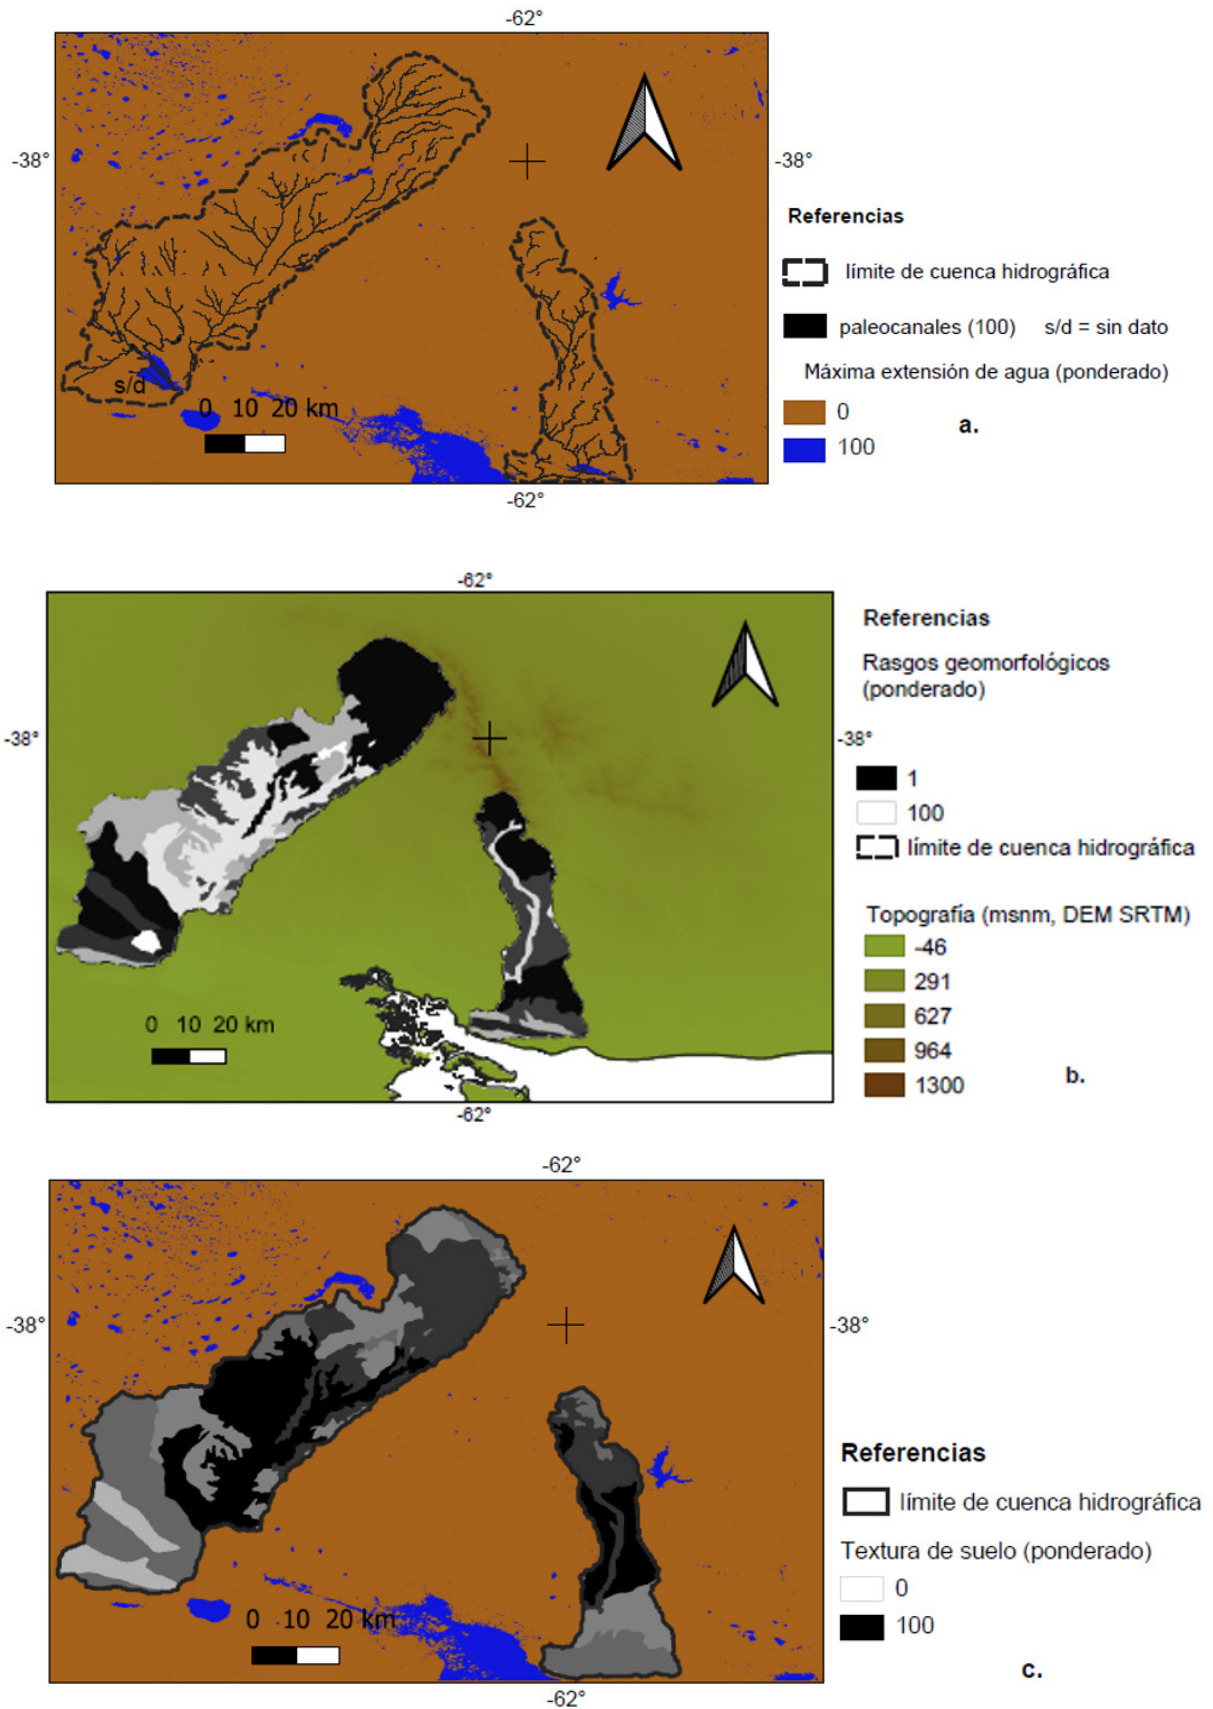 -62°
-38°
-38°
Referencias
límite de cuenca hidrográfica
paleocanales (100) s/d = sin dato
Máxima extensión de agua (ponderado)
0
100
a.
s/d
0 10 20 km
-62°
-62°
-38°
-38°
Referencias
Rasgos geomorfológicos
(ponderado)
1
100
límite de cuenca hidrográfica
Topografía (msnm, DEM SRTM)
-46
291
627
964
1300
b.
0 10 20 km
-62°
-62°
-38°
-38°
Referencias
límite de cuenca hidrográfica
Textura de suelo (ponderado)
0
100
c.
0 10 20 km
-62°